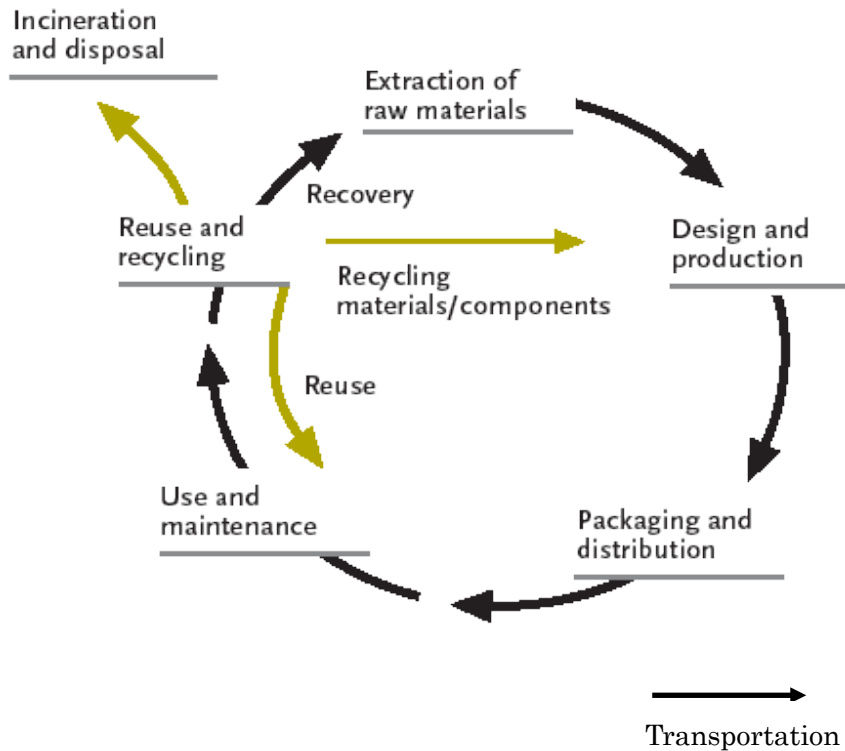 Incineration
and disposal
Extraction of
raw materials
Recovery
Reuse and
recycling
Design and
production
Recycling
materials/components
Reuse
Use and
maintenance
Packaging and
distribution
Transportation